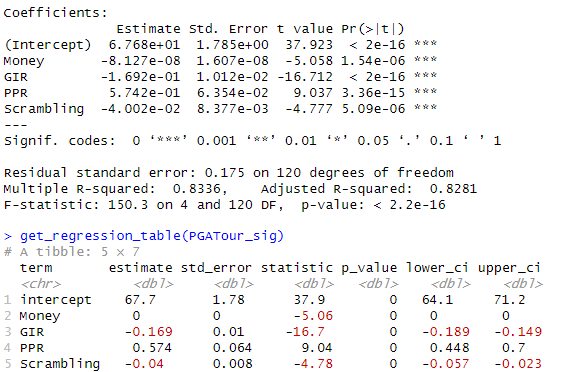 Coefficients:
Estimate Std. Error t value Pr(>|t|)
(Intercept) 6.768e+01 1.785e+00 37.923 < 2e-16 ***
Money -8.127e-08 1.607e-08 -5.058 1.54e-06 ***
GIR -1.692e-01 1.012e-02 -16.712 < 2e-16 ***
PPR 5.742e-01 6.354e-02 9.037 3.36e-15 ***
Scrambling -4.002e-02 8.377e-03 -4.777 5.09e-06 ***
---
Signif. codes: 0 ‘***’ 0.001 ‘**’ 0.01 ‘*’ 0.05 ‘.’ 0.1 ‘ ’ 1
Residual standard error: 0.175 on 120 degrees of freedom
Multiple R-squared: 0.8336, Adjusted R-squared: 0.8281
F-statistic: 150.3 on 4 and 120 DF, p-value: < 2.2e-16
> get_regression_table(PGATour_sig)
# A tibble: 5 × 7
term estimate std_error statistic p_value lower_ci upper_ci
<chr> <dbl> <dbl> <dbl> <dbl> <dbl> <dbl>
1 intercept 67.7 1.78 37.9 0 64.1 71.2
2 Money 0 0 -5.06 0 0 0
3 GIR -0.169 0.01 -16.7 0 -0.189 -0.149
4 PPR 0.574 0.064 9.04 0 0.448 0.7
5 Scrambling -0.04 0.008 -4.78 0 -0.057 -0.023